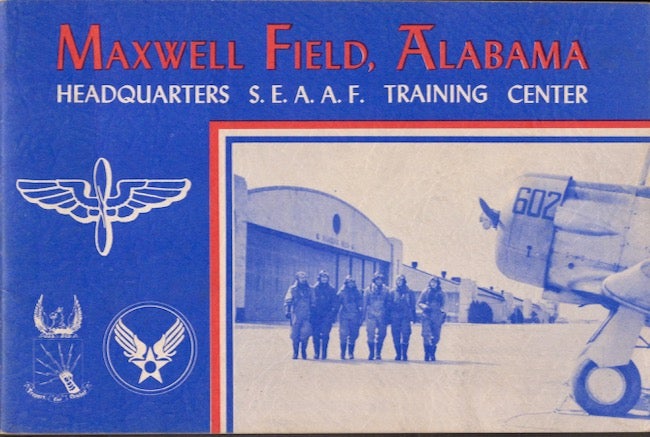 MAXWELL FIELD, ALABAMA
HEADQUARTERS S. E. A. A. F. TRAINING CENTER
602